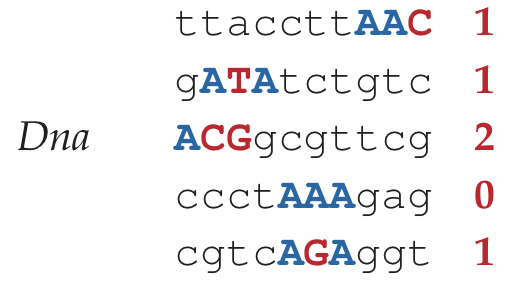 ttaccttAAC 1
gATAtctgtc 1
Dna ACGgcgttcg 2
ccctAAAgag 0
cgtcAGAggt 1